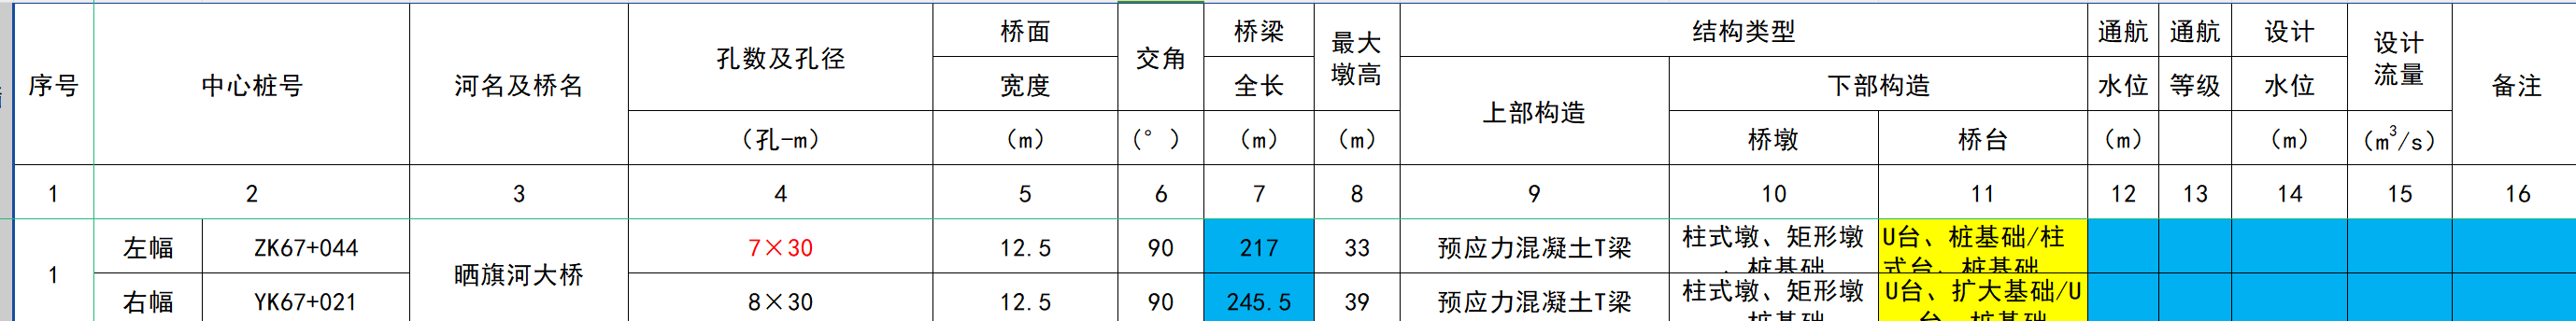 序号
中心桩号
河名及桥名
孔数及孔径
（孔-m）
桥面
宽度
（m）
交角
（°）
桥梁
全长
（m）
最大
墩高
（m）
结构类型
上部构造
下部构造
桥墩
桥台
通航
水位
（m）
通航
等级
设计
水位
（m）
设计
流量
（m³/s）
备注
1 2 3 4 5 6 7 8 9 10 11 12 13 14 15 16
1
晒旗河大桥
左幅 ZK67+044 7×30 12.5 90 217 33 预应力混凝土T梁
柱式墩、矩形墩
、桩基础
U台、桩基础/柱
式台、桩基础
右幅 YK67+021 8×30 12.5 90 245.5 39 预应力混凝土T梁
柱式墩、矩形墩
桩基础
U台、扩大基础/U
台、桩基础